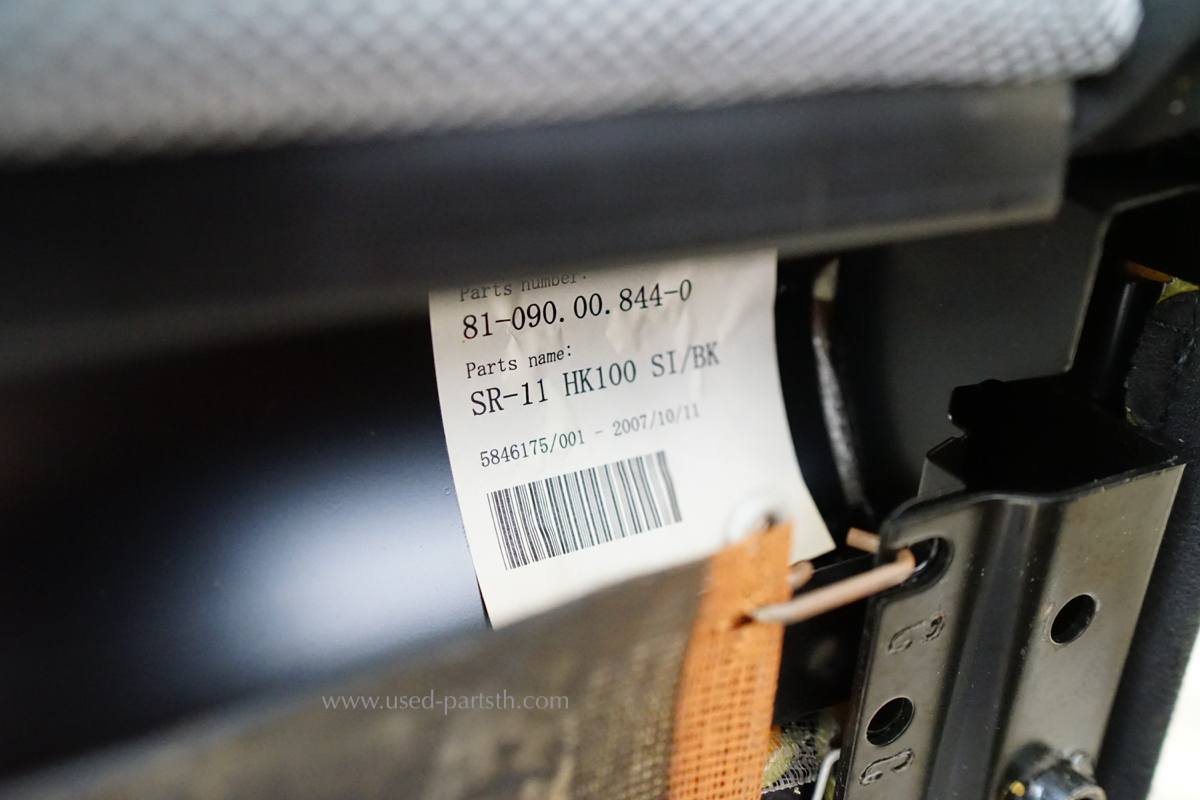 Parts number:
81-090.00.844-0
Parts name:
SR-11 HK100 SI/BK
5846175/001 - 2007/10/11
www.used-partsth.com